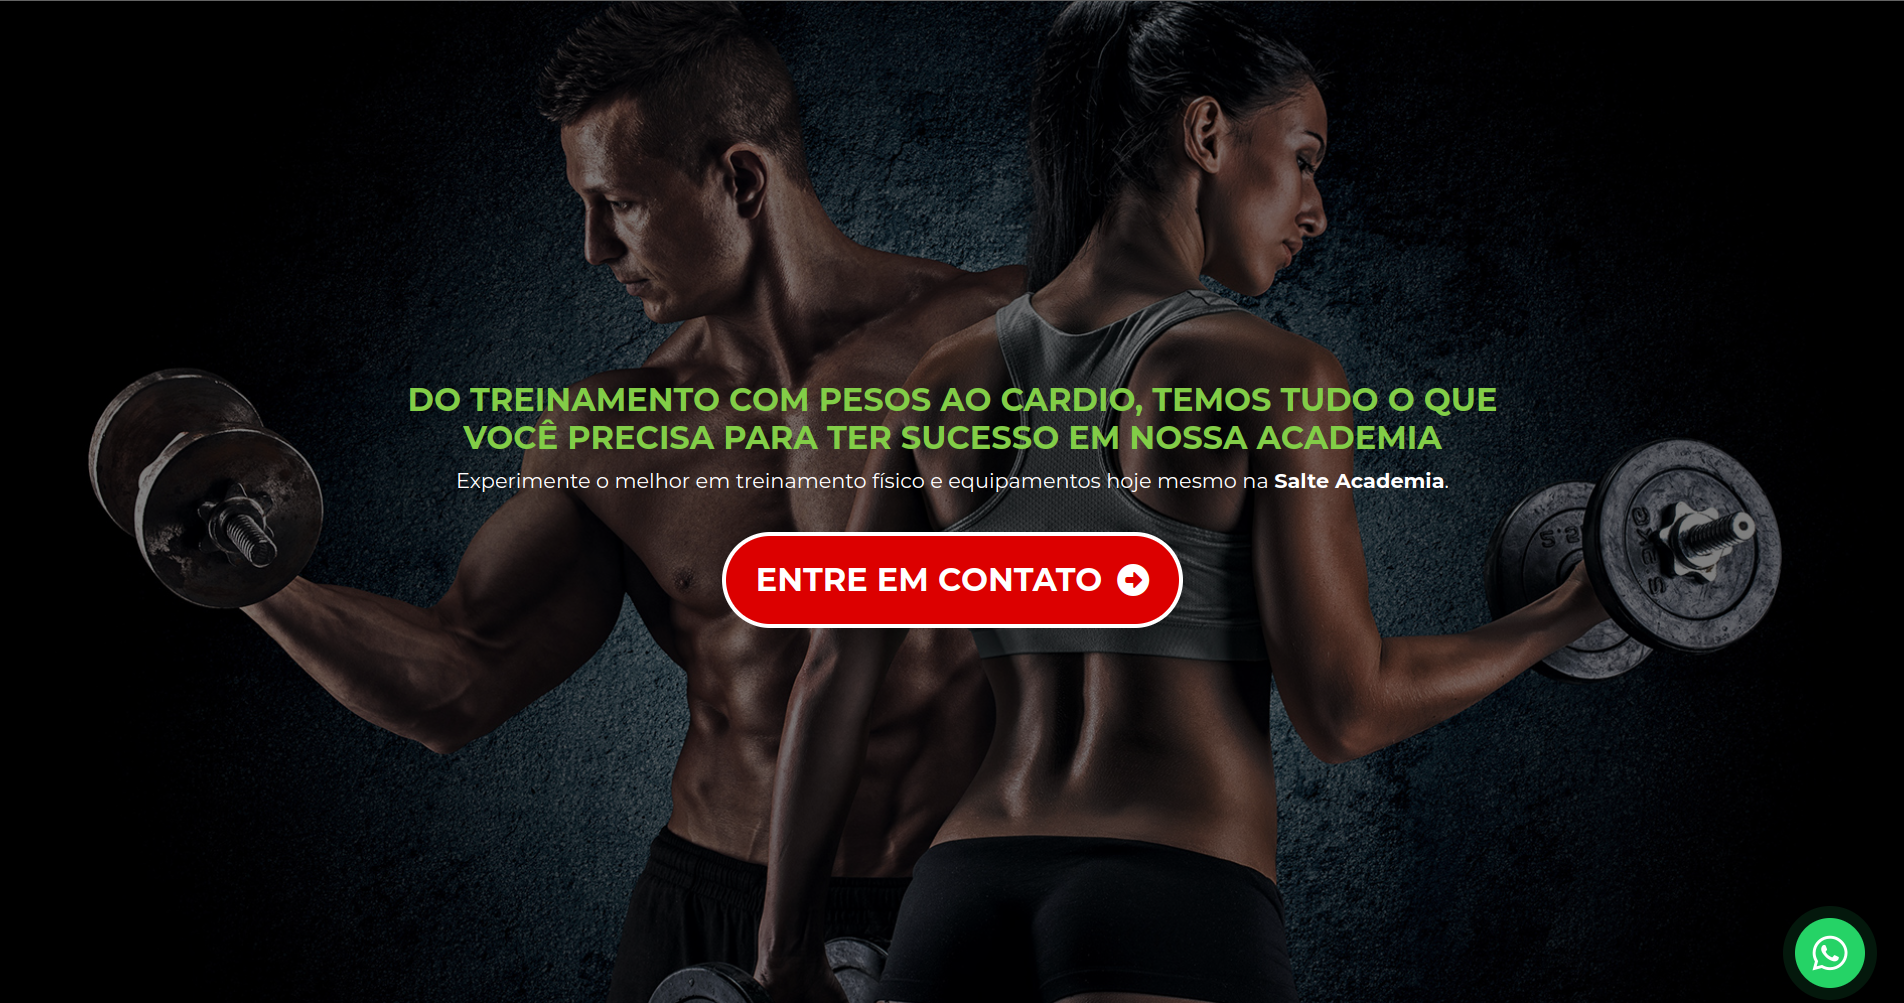 DO TREINAMENTO COM PESOS AO CARDIO, TEMOS TUDO O QUE
VOCÊ PRECISA PARA TER SUCESSO EM NOSSA ACADEMIA
Experimente o melhor em treinamento físico e equipamentos hoje mesmo na Salte Academia.
ENTRE EM CONTATO